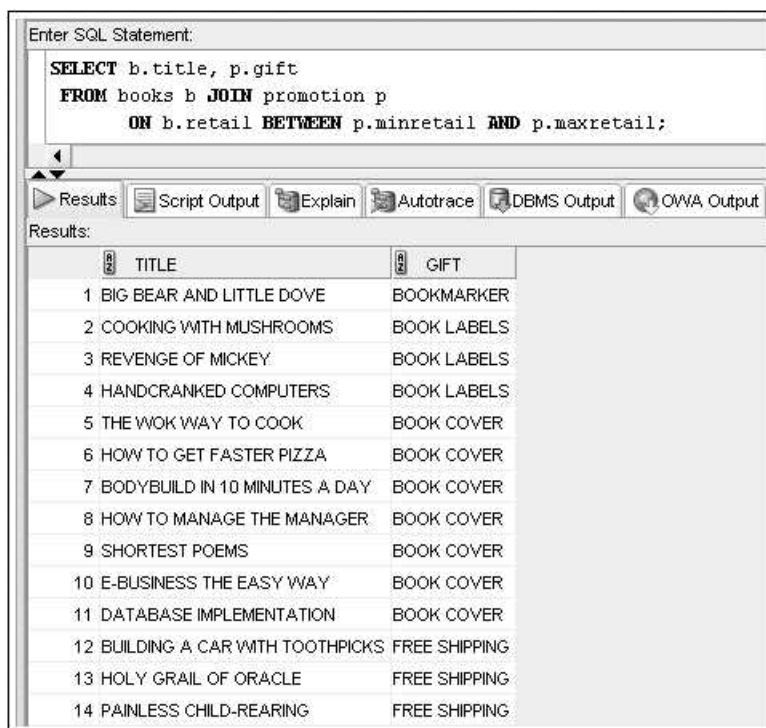 Enter SQL Statement:
SELECT b.title, p.gift
FROM books b JOIN promotion p
ON b.retail BETWEEN p.minretail AND p.maxretail;
Results Script Output Explain Autotrace DBMS Output OWA Output
Results:
TITLE GIFT
1 BIG BEAR AND LITTLE DOVE BOOKMARKER
2 COOKING WITH MUSHROOMS BOOK LABELS
3 REVENGE OF MICKEY BOOK LABELS
4 HANDCRANKED COMPUTERS BOOK LABELS
5 THE WOK WAY TO COOK BOOK COVER
6 HOW TO GET FASTER PIZZA BOOK COVER
7 BODYBUILD IN 10 MINUTES A DAY BOOK COVER
8 HOW TO MANAGE THE MANAGER BOOK COVER
9 SHORTEST POEMS BOOK COVER
10 E-BUSINESS THE EASY WAY BOOK COVER
11 DATABASE IMPLEMENTATION BOOK COVER
12 BUILDING A CAR WITH TOOTHPICKS FREE SHIPPING
13 HOLY GRAIL OF ORACLE FREE SHIPPING
14 PAINLESS CHILD-REARING FREE SHIPPING